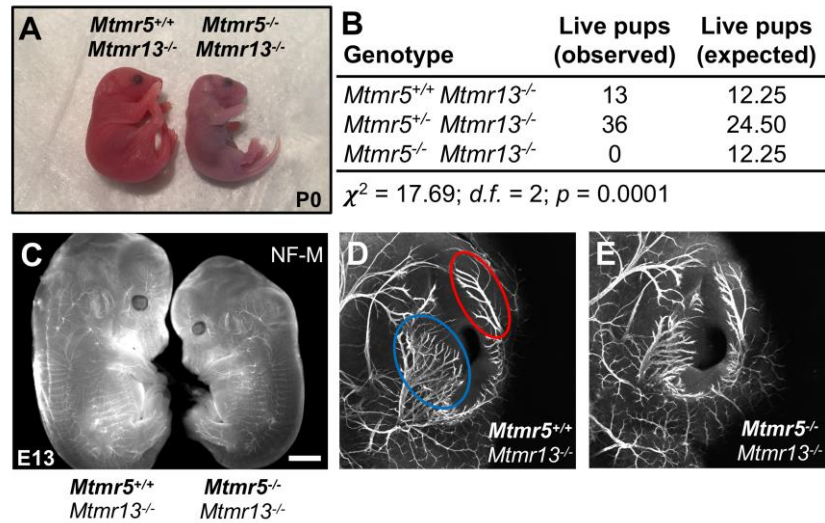 A
Mtmr5+/+ Mtmr5-/-
Mtmr13-/- Mtmr13-/-
P0
B
Live pups Live pups
Genotype (observed) (expected)
Mtmr5+/+ Mtmr13-/- 13 12.25
Mtmr5+/- Mtmr13-/- 36 24.50
Mtmr5-/- Mtmr13-/- 0 12.25
χ2 = 17.69; d.f. = 2; p = 0.0001
C
NF-M
E13
Mtmr5+/+ Mtmr5-/-
Mtmr13-/- Mtmr13-/-
D
Mtmr5+/+
Mtmr13-/-
E
Mtmr5-/-
Mtmr13-/-